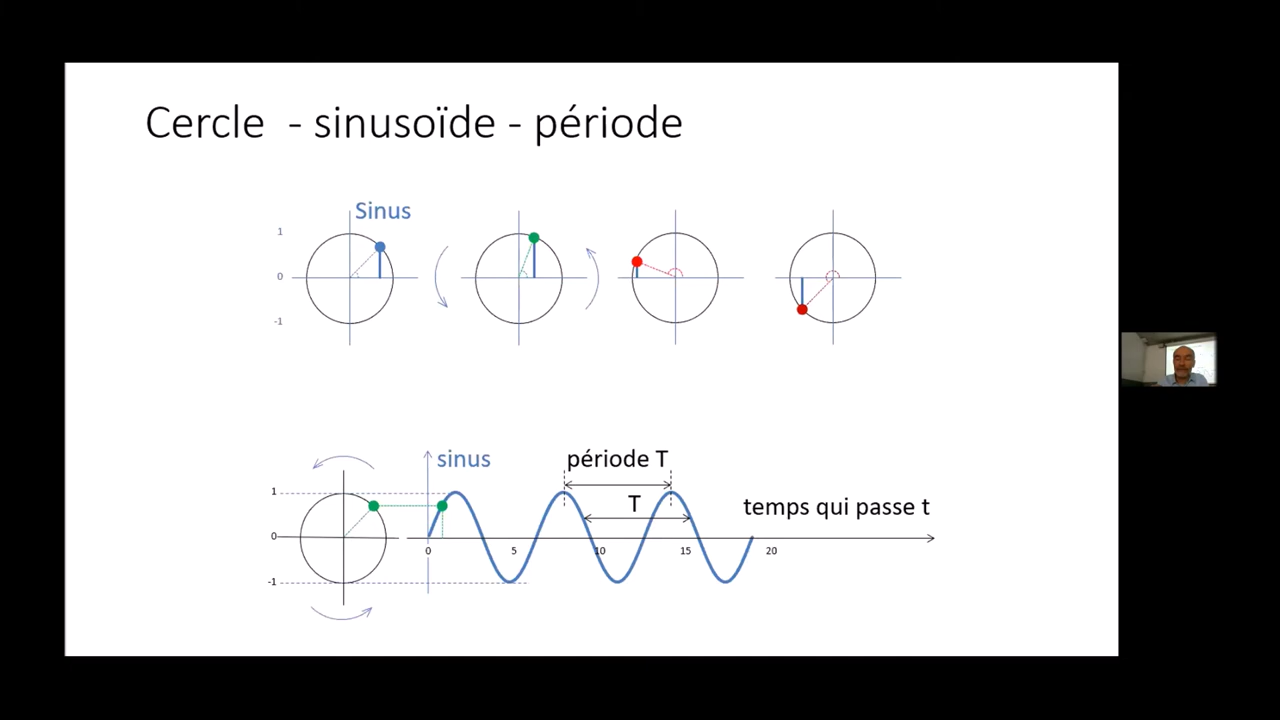 Cercle - sinusoïde - période
Sinus
1
0
-1
sinus
période T
1
T
temps qui passe t
0
0 5 10 15 20
-1